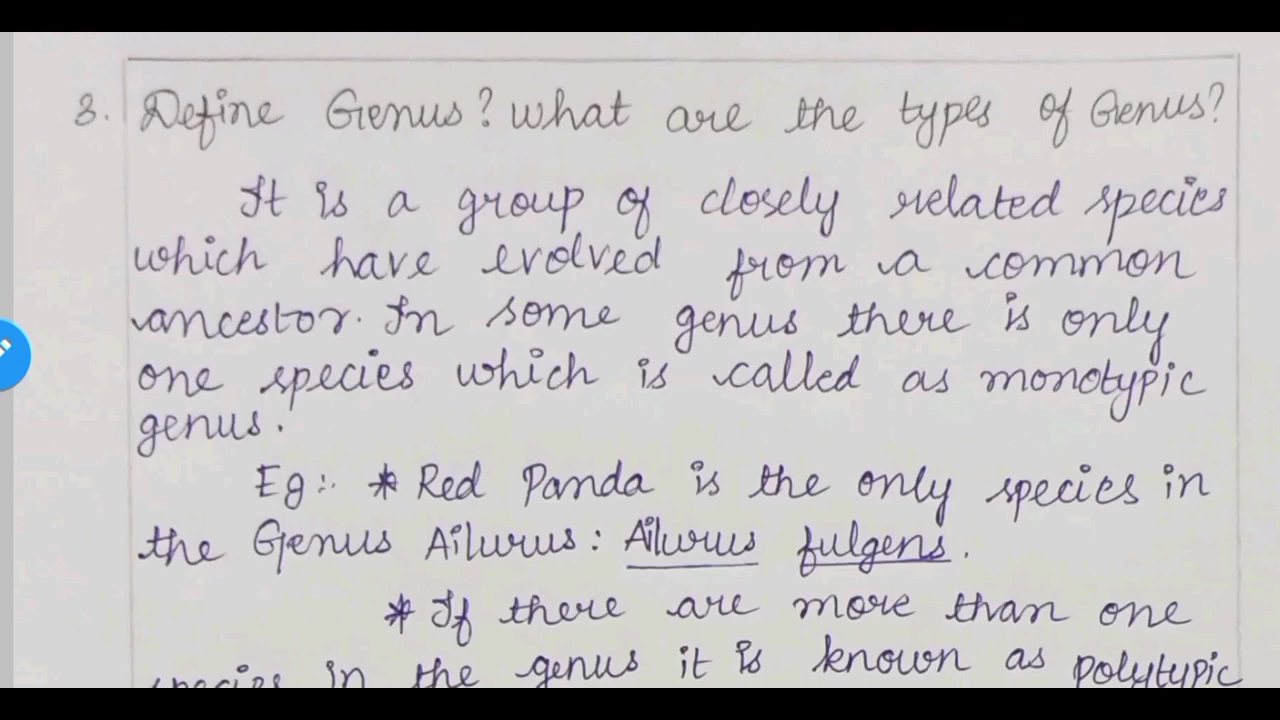 3. Define Genus? what are the types of Genus?
It is a group of closely related species
which have evolved from a common
ancestor. In some genus there is only
one species which is called as monotypic
genus.
Eg:. * Red Panda is the only species in
the Genus Ailurus: Ailurus fulgens.
* If there are more than one
species in the genus it is known as polytypic